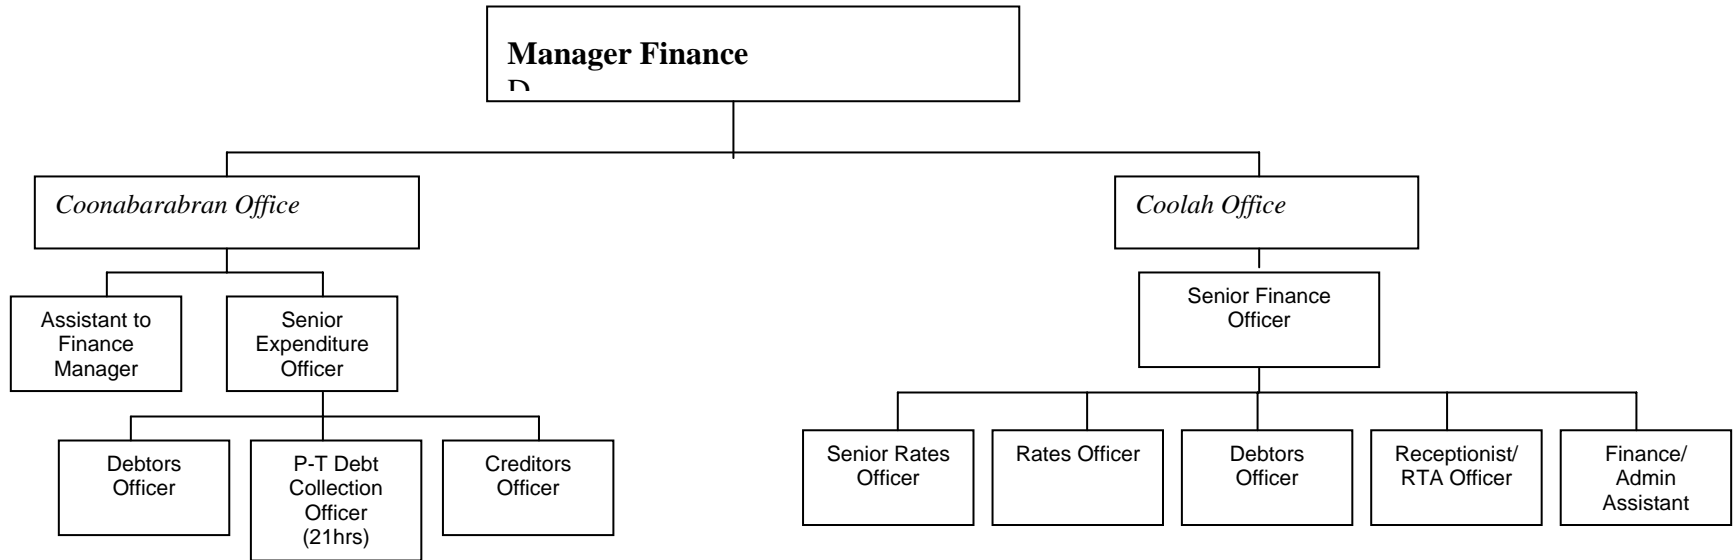 Manager Finance
Coonabarabran Office
Coolah Office
Assistant to
Finance
Manager
Senior
Expenditure
Officer
Senior Finance
Officer
Debtors
Officer
P-T Debt
Collection
Officer
(21hrs)
Creditors
Officer
Senior Rates
Officer
Rates Officer
Debtors
Officer
Receptionist/
RTA Officer
Finance/
Admin
Assistant